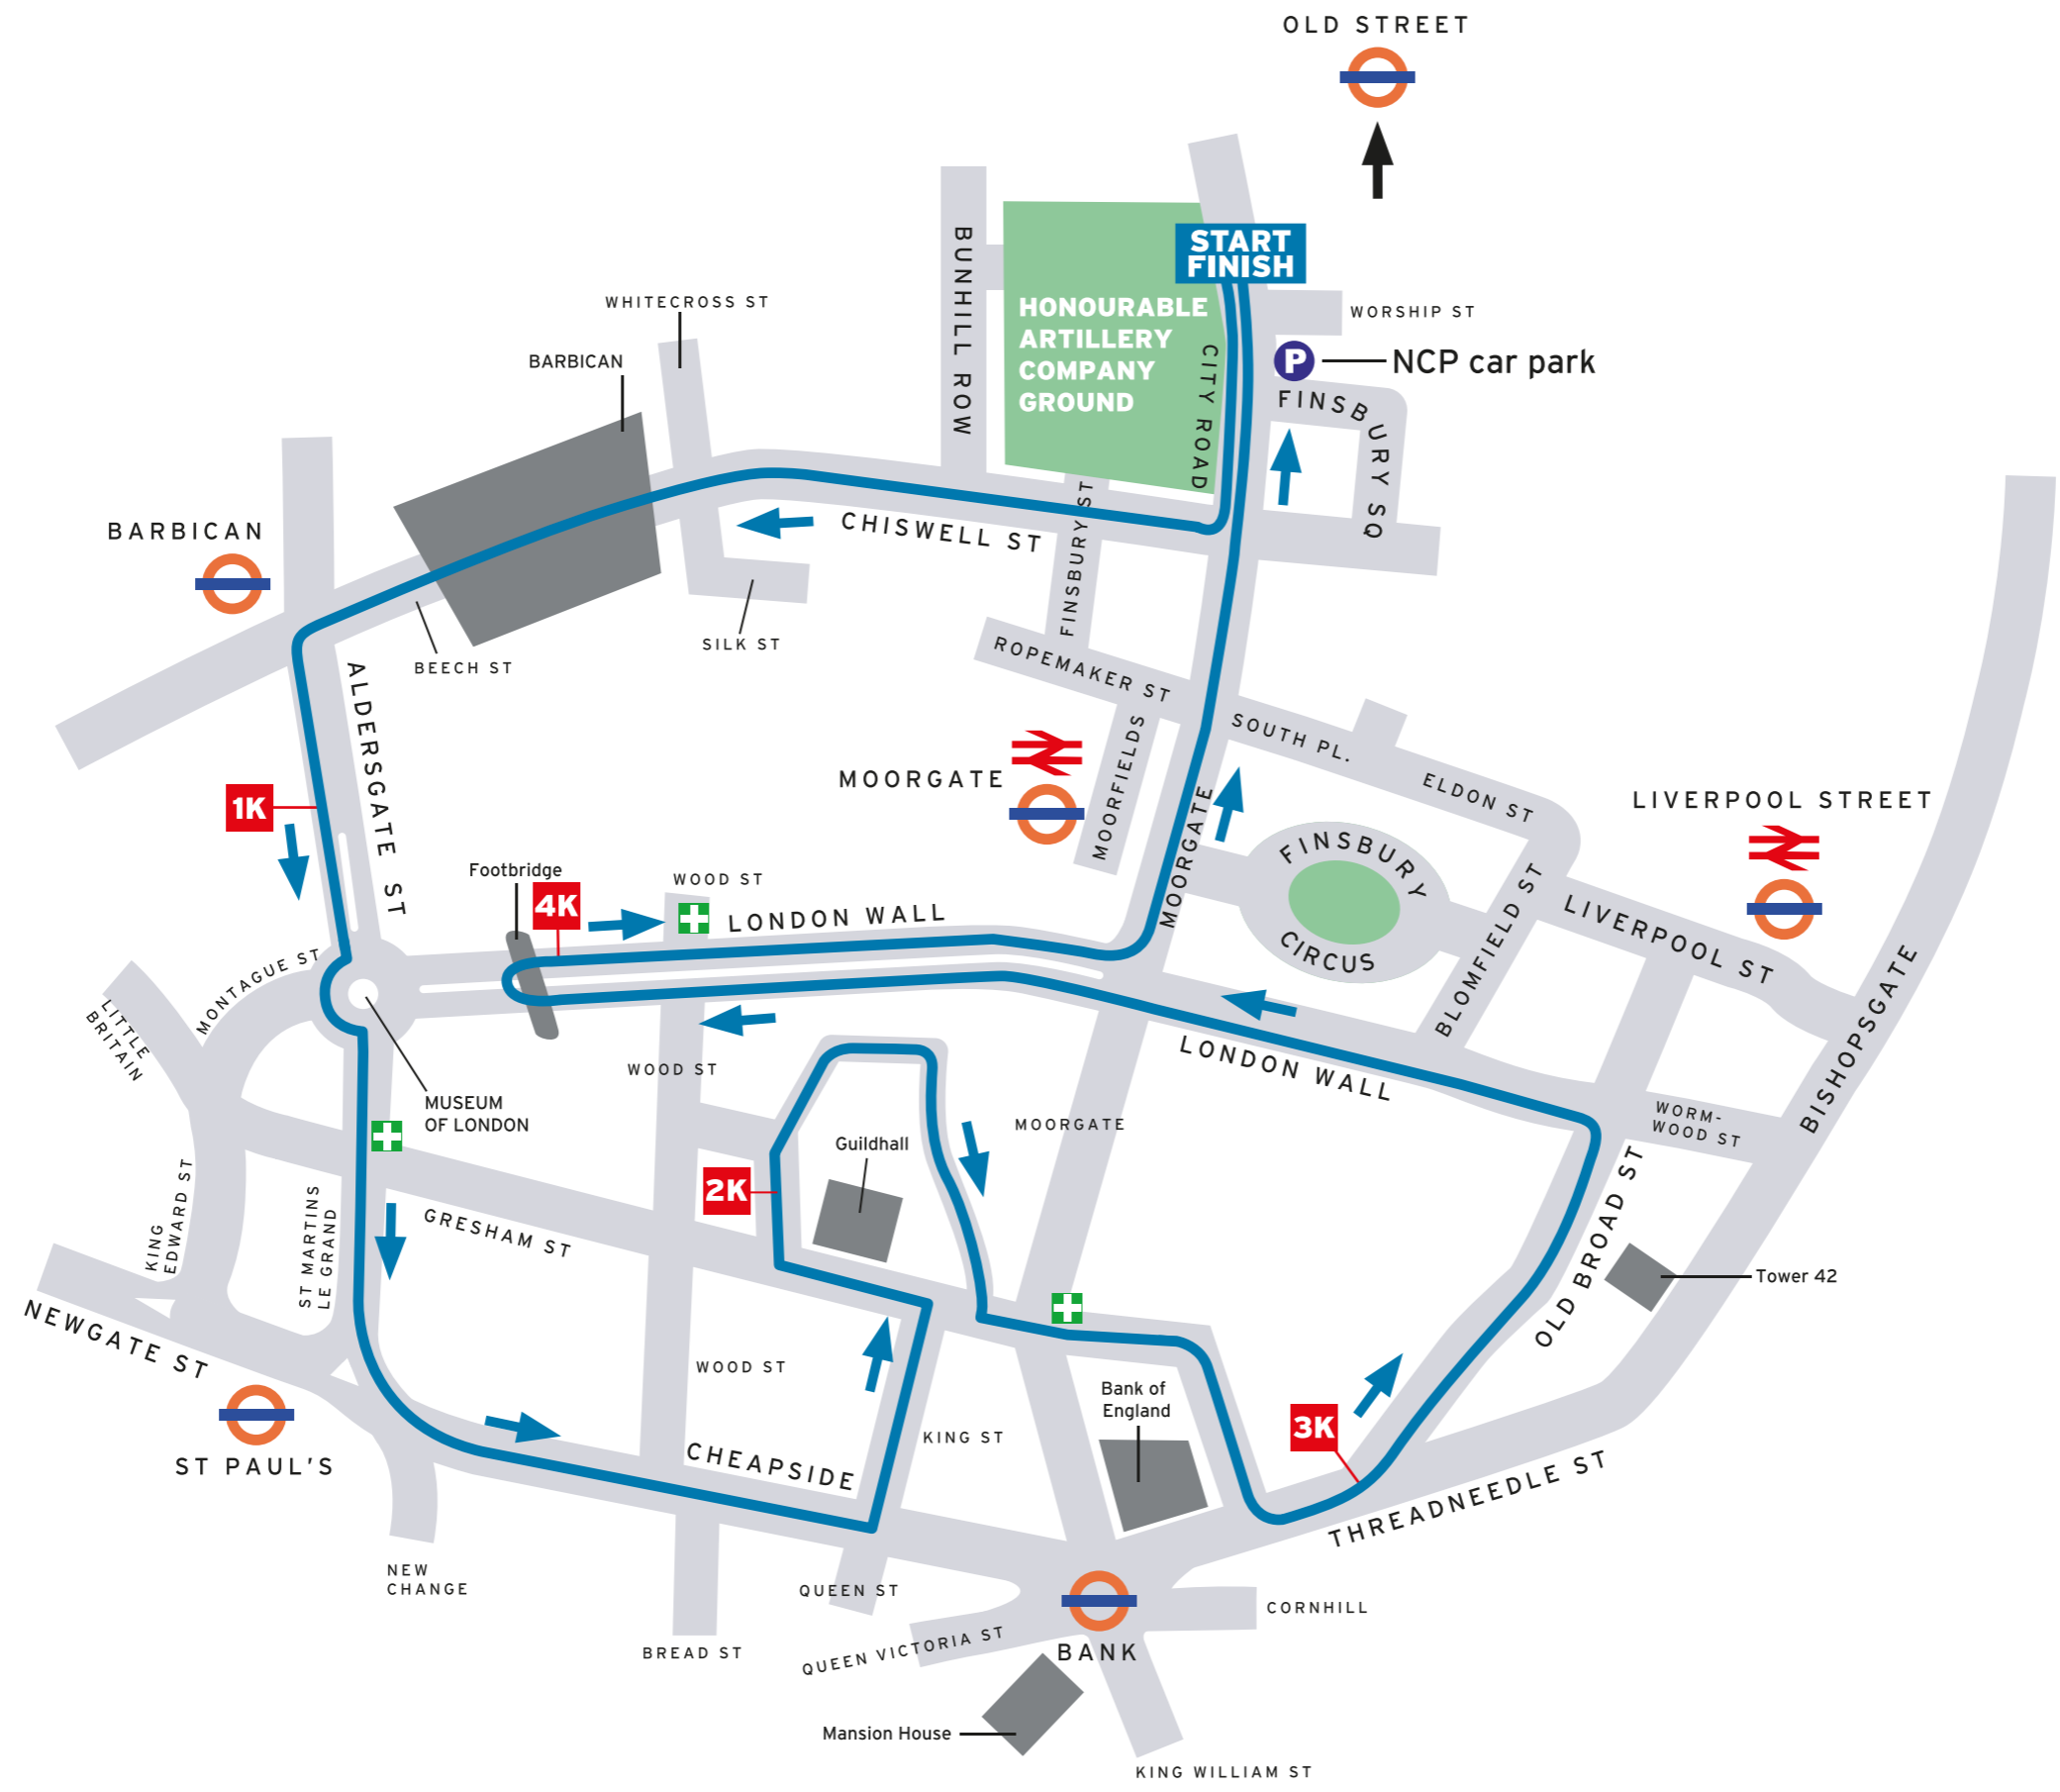 OLD STREET
START
FINISH
BUNHILL ROW
HONOURABLE
ARTILLERY
COMPANY
GROUND
CITY ROAD
WORSHIP ST
P
NCP car park
FINSBURY SQ
WHITECROSS ST
BARBICAN
BARBICAN
CHISWELL ST
FINSBURY ST
SILK ST
BEECH ST
ROPEMAKER ST
SOUTH PL.
ELDON ST
MOORFIELDS
MOORGATE
MOORGATE
ALDERSGATE ST
1K
LIVERPOOL STREET
FINSBURY
CIRCUS
BLOMFIELD ST
LIVERPOOL ST
BISHOPSGATE
Footbridge
4K
WOOD ST
LONDON WALL
MONTAGUE ST
LITTLE
BRITAIN
LONDON WALL
WOOD ST
MUSEUM
OF LONDON
MOORGATE
WORM-
WOOD ST
Guildhall
2K
KING
EDWARD ST
ST MARTINS
LE GRAND
GRESHAM ST
OLD BROAD ST
Tower 42
NEWGATE ST
WOOD ST
Bank of
England
3K
ST PAUL'S
CHEAPSIDE
KING ST
THREADNEEDLE ST
NEW
CHANGE
QUEEN ST
CORNHILL
BREAD ST
QUEEN VICTORIA ST
BANK
Mansion House
KING WILLIAM ST